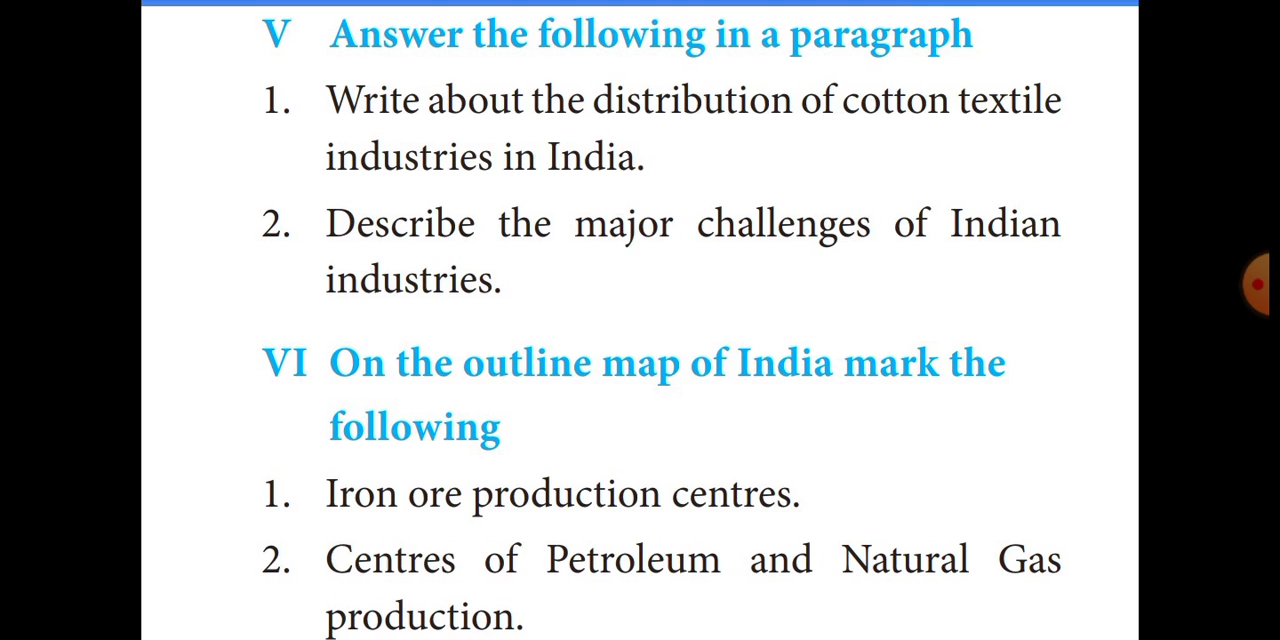 V Answer the following in a paragraph
1. Write about the distribution of cotton textile
industries in India.
2. Describe the major challenges of Indian
industries.
VI On the outline map of India mark the
following
1. Iron ore production centres.
2. Centres of Petroleum and Natural Gas
production.